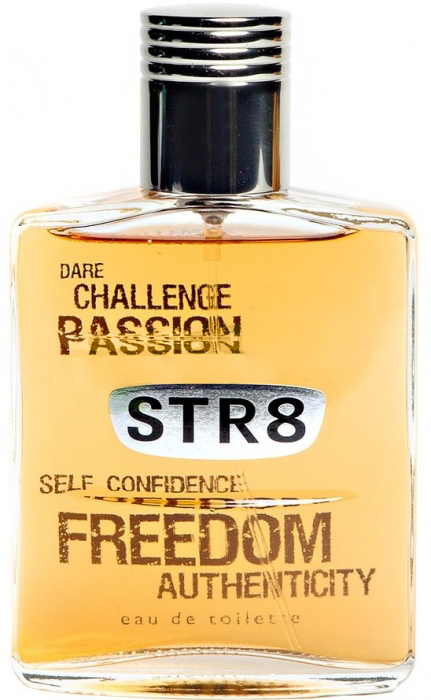 DARE
CHALLENGE
PASSION
STR8
SELF CONFIDENCE
FREEDOM
AUTHENTICITY
eau de toilette